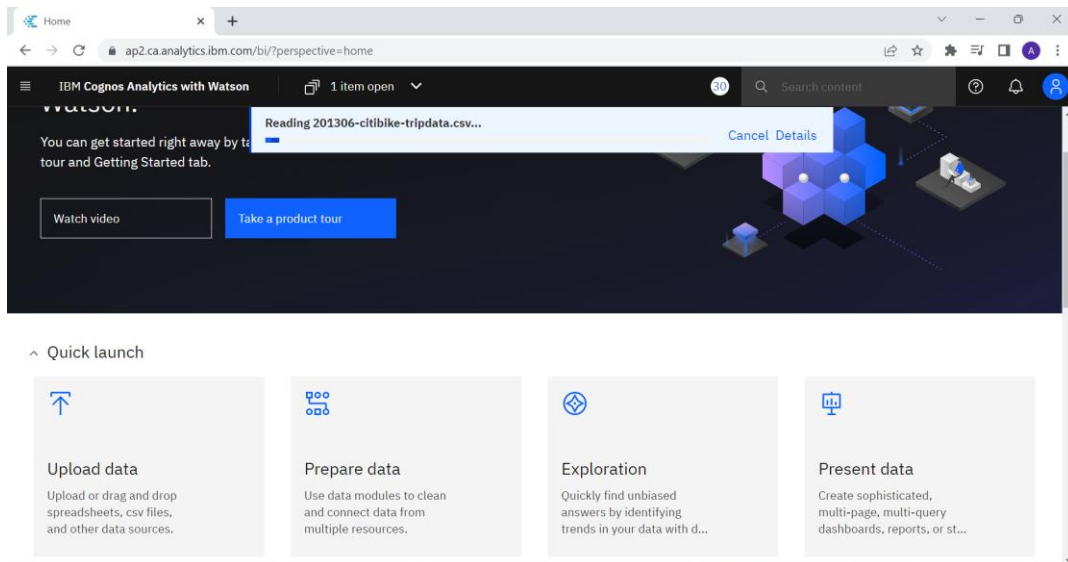 Home
ap2.ca.analytics.ibm.com/bi/?perspective=home
A
IBM Cognos Analytics with Watson
1 item open
30
Search content
Watson.
Reading 201306-citibike-tripdata.csv...
Cancel Details
You can get started right away by ta
tour and Getting Started tab.
Watch video
Take a product tour
Quick launch
Upload data
Upload or drag and drop
spreadsheets, csv files,
and other data sources.
Prepare data
Use data modules to clean
and connect data from
multiple resources.
Exploration
Quickly find unbiased
answers by identifying
trends in your data with d...
Present data
Create sophisticated,
multi-page, multi-query
dashboards, reports, or st...